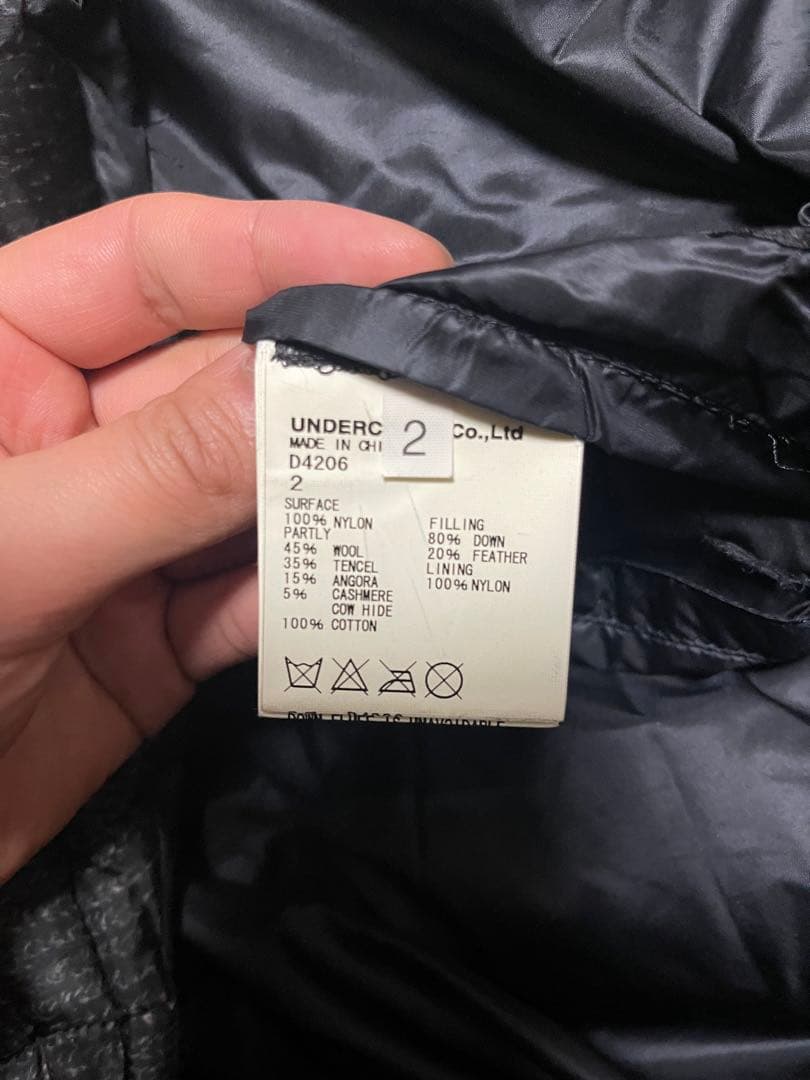 UNDERC Co.,Ltd
2
MADE IN CHI
D4206
2
SURFACE
100% NYLON
PARTLY
45% WOOL
35% TENCEL
15% ANGORA
5% CASHMERE
COW HIDE
100% COTTON
FILLING
80% DOWN
20% FEATHER
LINING
100% NYLON